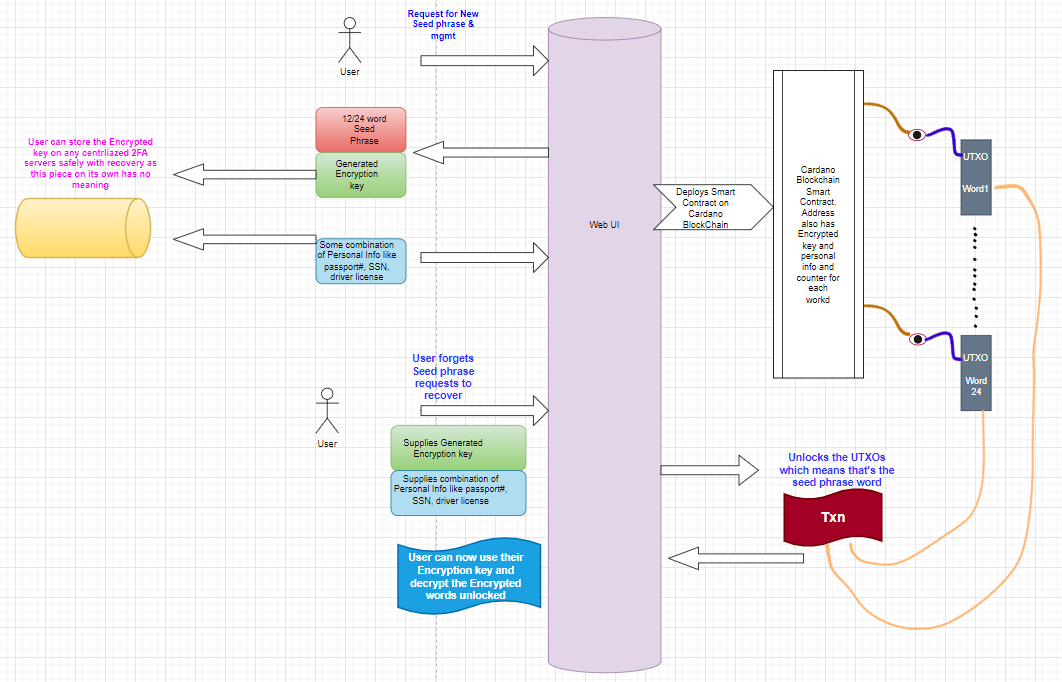 Request for New
Seed phrase &
mgmt
User
12/24 word
Seed
Phrase
Generated
Encryption
key
User can store the Encrypted
key on any centrliazed 2FA
servers safely with recovery as
this piece on its own has no
meaning
Some combination
of Personal Info like
passport#, SSN,
driver license
Web UI
Deploys Smart
Contract on
Cardano
BlockChain
Cardano
Blockchain
Smart
Contract.
Address
also has
Encrypted
key and
personal
info and
counter for
each
workd
UTXO
Word1
UTXO
Word
24
User forgets
Seed phrase
requests to
recover
User
Supplies Generated
Encryption key
Supplies combination of
Personal Info like passport#,
SSN, driver license
Unlocks the UTXOs
which means that's the
seed phrase word
Txn
User can now use their
Encryption key and
decrypt the Encrypted
words unlocked